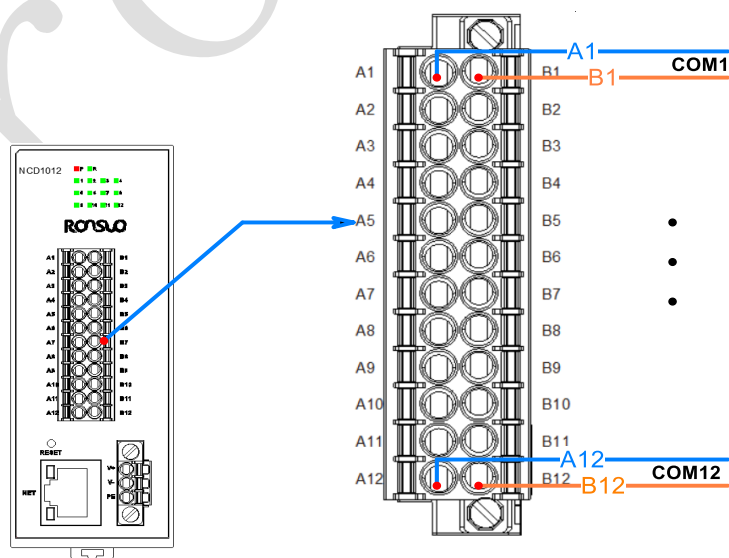 NCD1012
P R
1 2 3 4
5 6 7 8
9 10 11 12
RONSUO
A1 B1
A2 B2
A3 B3
A4 B4
A5 B5
A6 B6
A7 B7
A8 B8
A9 B9
A10 B10
A11 B11
A12 B12
RESET
NET
V+
V-
PE
A1 A1 B1 COM1
B1
A2 B2
A3 B3
A4 B4
A5 B5
A6 B6
A7 B7
A8 B8
A9 B9
A10 B10
A11 B11
A12
A12 B12 COM12
B12